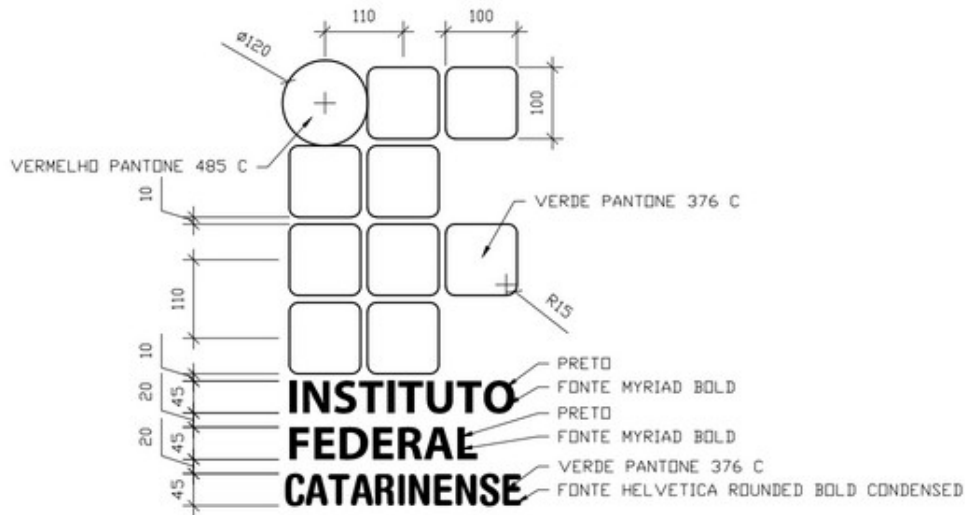 110
100
ø120
100
VERMELHO PANTONE 485 C
10
VERDE PANTONE 376 C
110
R15
10
PRETO
20
45
INSTITUTO
FONTE MYRIAD BOLD
PRETO
20
45
FEDERAL
FONTE MYRIAD BOLD
VERDE PANTONE 376 C
45
CATARINENSE
FONTE HELVETICA ROUNDED BOLD CONDENSED